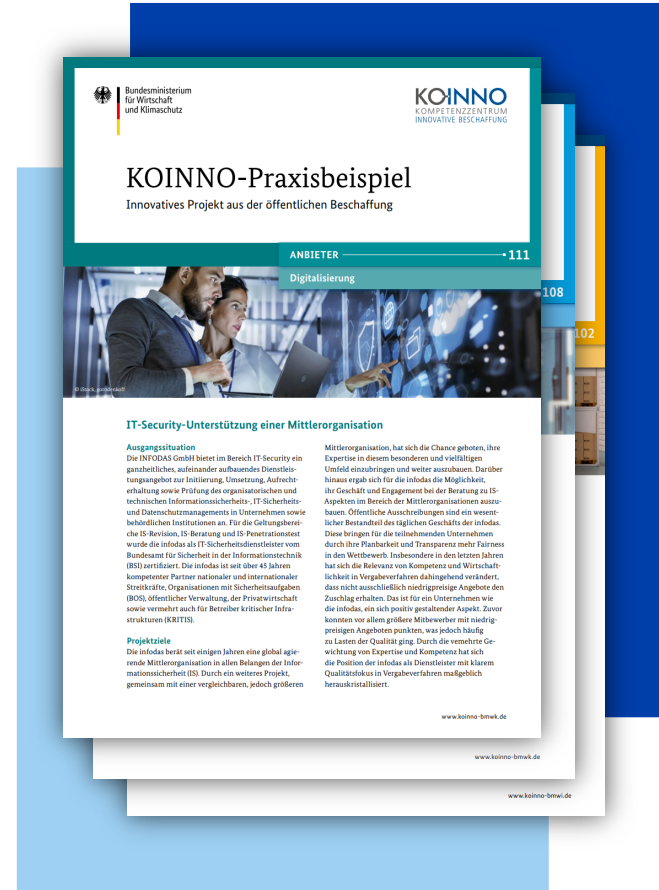 Bundesministerium
für Wirtschaft
und Klimaschutz
KOINNO
KOMPETENZZENTRUM
INNOVATIVE BESCHAFFUNG
KOINNO-Praxisbeispiel
Innovatives Projekt aus der öffentlichen Beschaffung
ANBIETER 111
Digitalisierung
108
102
© iStock_gorodenkoff
IT-Security-Unterstützung einer Mittlerorganisation
Ausgangssituation
Die INFODAS GmbH bietet im Bereich IT-Security ein
ganzheitliches, aufeinander aufbauendes Dienstleis-
tungsangebot zur Initiierung, Umsetzung, Aufrecht-
erhaltung sowie Prüfung des organisatorischen und
technischen Informationssicherheits-, IT-Sicherheits-
und Datenschutzmanagements in Unternehmen sowie
behördlichen Institutionen an. Für die Geltungsberei-
che IS-Revision, IS-Beratung und IS-Penetrationstest
wurde die infodas als IT-Sicherheitsdienstleister vom
Bundesamt für Sicherheit in der Informationstechnik
(BSI) zertifiziert. Die infodas ist seit über 45 Jahren
kompetenter Partner nationaler und internationaler
Streitkräfte, Organisationen mit Sicherheitsaufgaben
(BOS), öffentlicher Verwaltung, der Privatwirtschaft
sowie vermehrt auch für Betreiber kritischer Infra-
strukturen (KRITIS).
Projektziele
Die infodas berät seit einigen Jahren eine global agie-
rende Mittlerorganisation in allen Belangen der Infor-
mationssicherheit (IS). Durch ein weiteres Projekt,
gemeinsam mit einer vergleichbaren, jedoch größeren
Mittlerorganisation, hat sich die Chance geboten, ihre
Expertise in diesem besonderen und vielfältigen
Umfeld einzubringen und weiter auszubauen. Darüber
hinaus ergab sich für die infodas die Möglichkeit,
ihr Geschäft und Engagement bei der Beratung zu IS-
Aspekten im Bereich der Mittlerorganisationen auszu-
bauen. Öffentliche Ausschreibungen sind ein wesent-
licher Bestandteil des täglichen Geschäfts der infodas.
Diese bringen für die teilnehmenden Unternehmen
durch ihre Planbarkeit und Transparenz mehr Fairness
in den Wettbewerb. Insbesondere in den letzten Jahren
hat sich die Relevanz von Kompetenz und Wirtschaft-
lichkeit in Vergabeverfahren dahingehend verändert,
dass nicht ausschließlich niedrigpreisige Angebote den
Zuschlag erhalten. Das ist für ein Unternehmen wie
die infodas, ein sich positiv gestaltender Aspekt. Zuvor
konnten vor allem größere Mitbewerber mit niedrig-
preisigen Angeboten punkten, was jedoch häufig
zu Lasten der Qualität ging. Durch die vemehrte Ge-
wichtung von Expertise und Kompetenz hat sich
die Position der infodas als Dienstleister mit klarem
Qualitätsfokus in Vergabeverfahren maßgeblich
herauskristallisiert.
www.koinno-bmwk.de
www.koinno-bmwk.de
www.koinno-bmwi.de